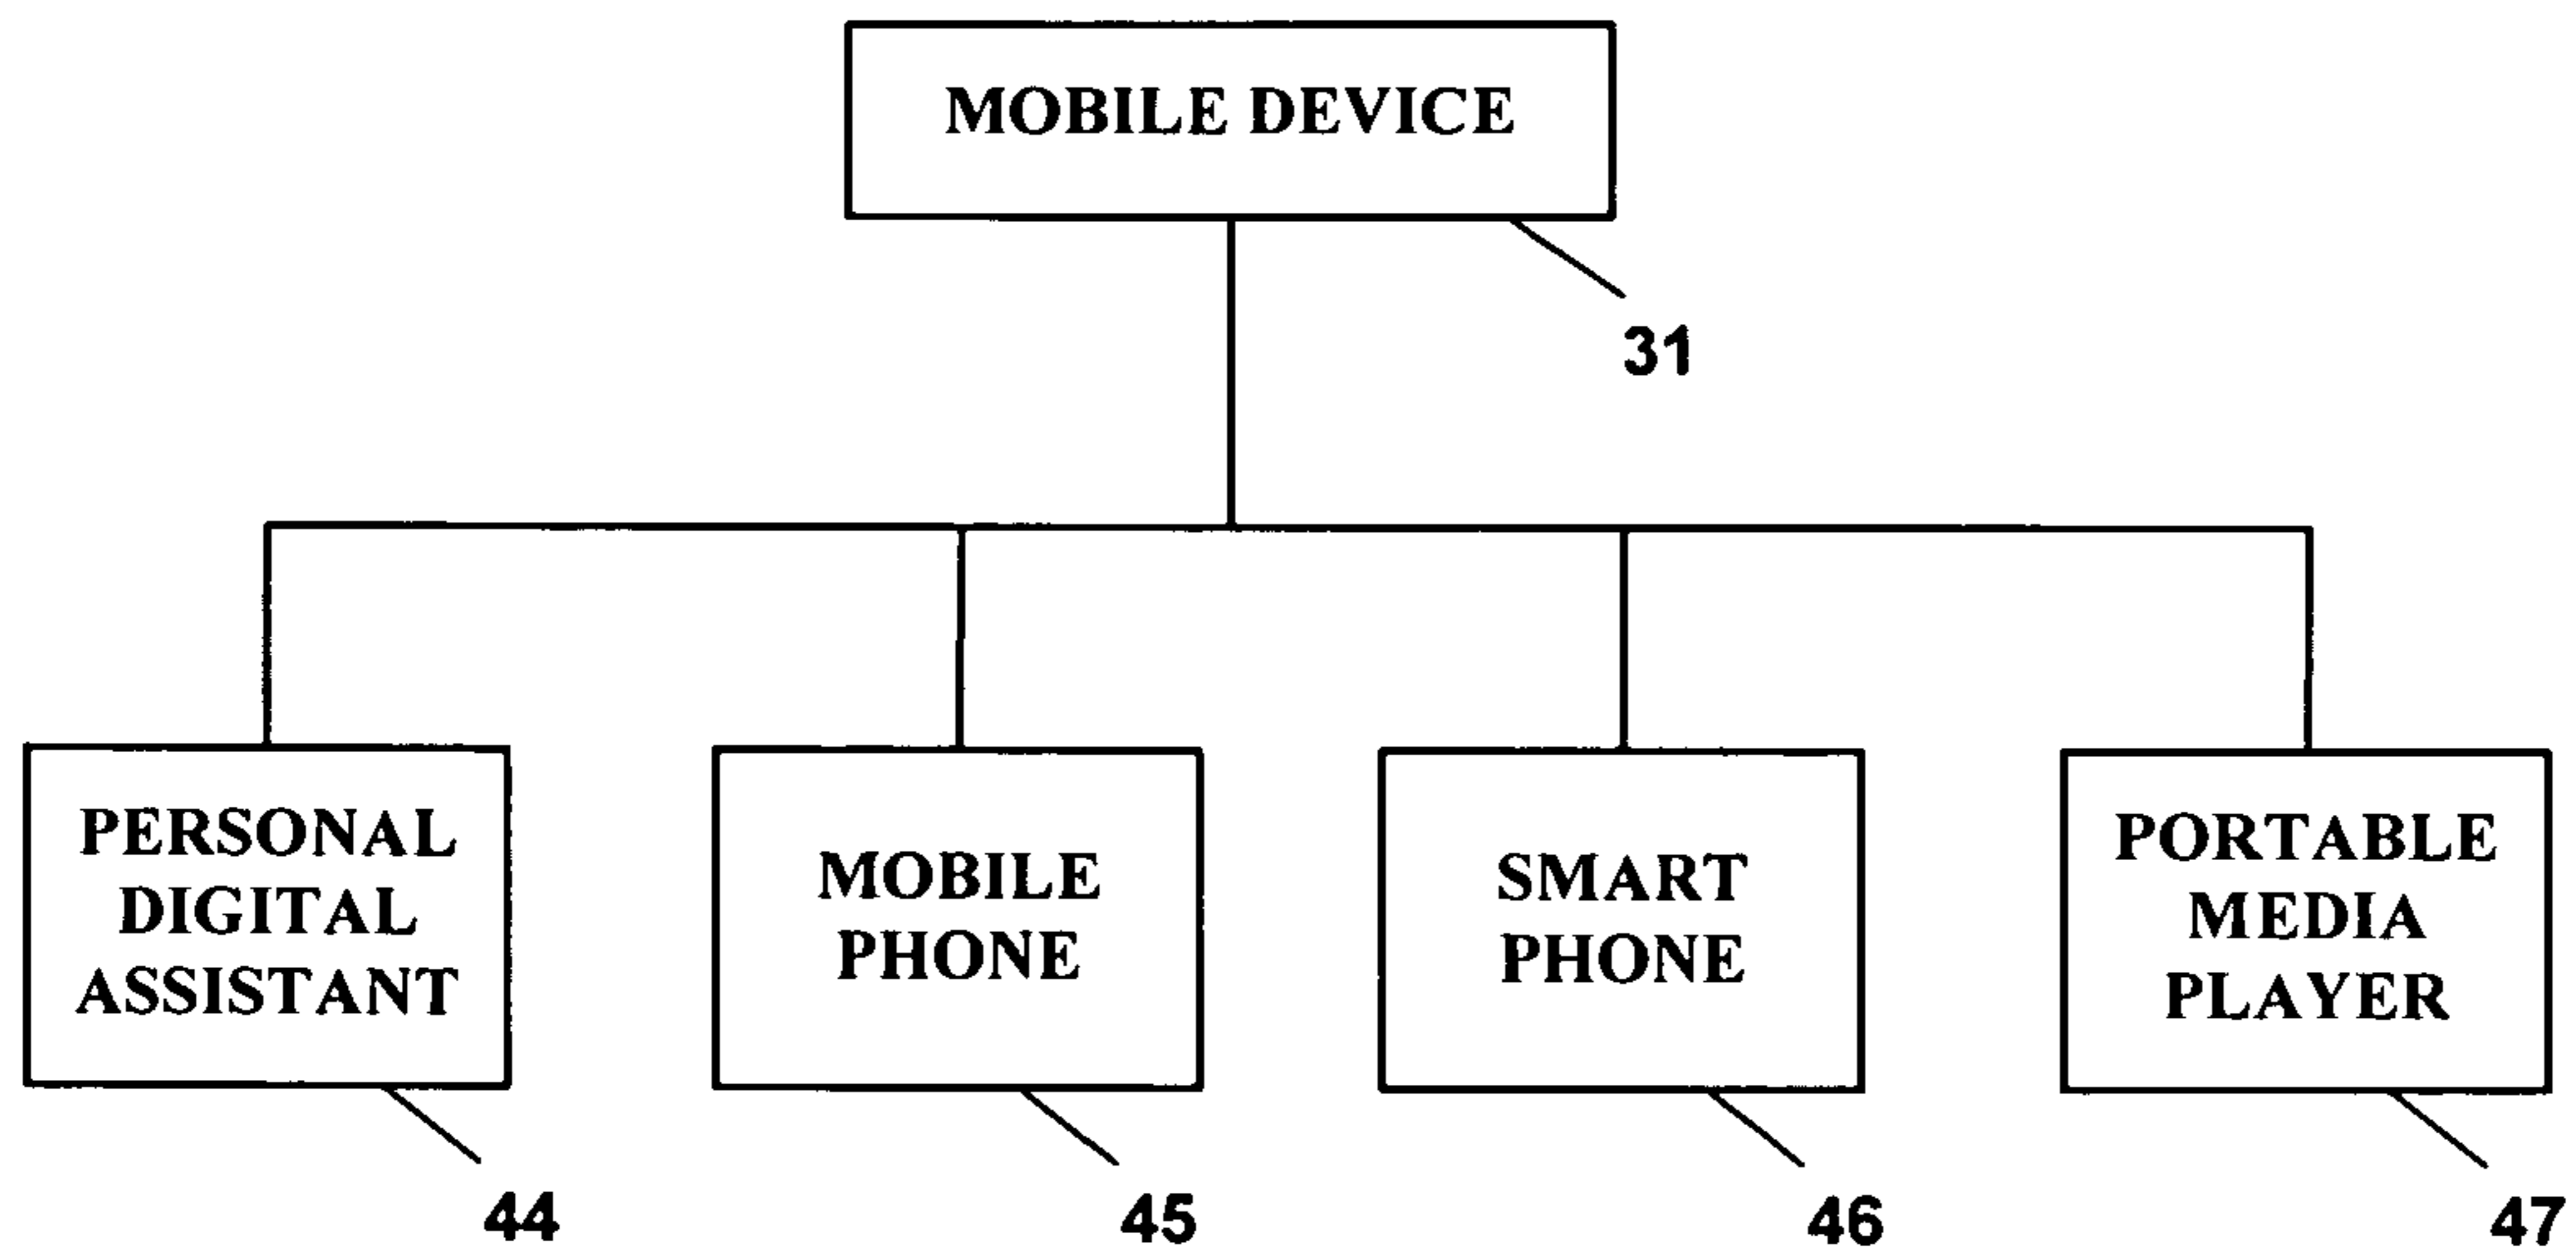 MOBILE DEVICE
31
PERSONAL
DIGITAL
ASSISTANT
44
MOBILE
PHONE
45
SMART
PHONE
46
PORTABLE
MEDIA
PLAYER
47